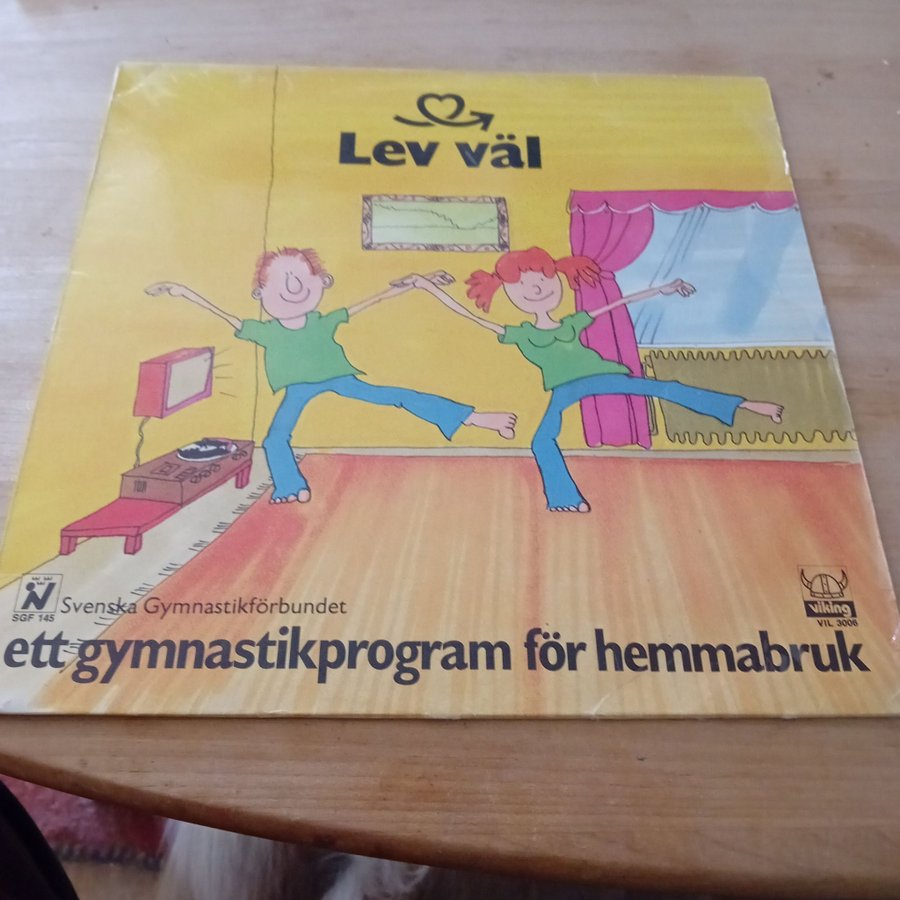 Lev väl
SGF 145
Svenska Gymnastikförbundet
viking
VIL 3006
ett gymnastikprogram för hemmabruk